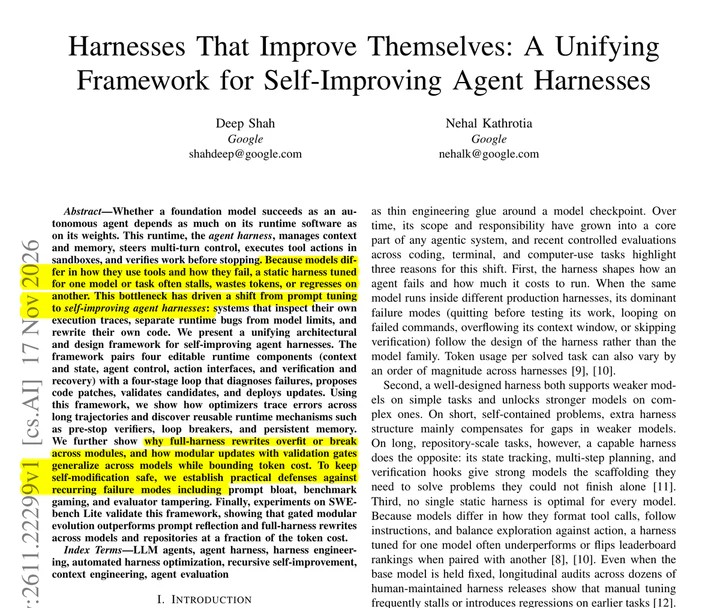 Harnesses That Improve Themselves: A Unifying
Framework for Self-Improving Agent Harnesses
Deep Shah
Google
shahdeep@google.com
Nehal Kathrotia
Google
nehalk@google.com
:2611.22299v1 [cs.AI] 17 Nov 2026
Abstract—Whether a foundation model succeeds as an au-
tonomous agent depends as much on its runtime software as
on its weights. This runtime, the agent harness, manages context
and memory, steers multi-turn control, executes tool actions in
sandboxes, and verifies work before stopping. Because models dif-
fer in how they use tools and how they fail, a static harness tuned
for one model or task often stalls, wastes tokens, or regresses on
another. This bottleneck has driven a shift from prompt tuning
to self-improving agent harnesses: systems that inspect their own
execution traces, separate runtime bugs from model limits, and
rewrite their own code. We present a unifying architectural
and design framework for self-improving agent harnesses. The
framework pairs four editable runtime components (context
and state, agent control, action interfaces, and verification and
recovery) with a four-stage loop that diagnoses failures, proposes
code patches, validates candidates, and deploys updates. Using
this framework, we show how optimizers trace errors across
long trajectories and discover reusable runtime mechanisms such
as pre-stop verifiers, loop breakers, and persistent memory.
We further show why full-harness rewrites overfit or break
across modules, and how modular updates with validation gates
generalize across models while bounding token cost. To keep
self-modification safe, we establish practical defenses against
recurring failure modes including prompt bloat, benchmark
gaming, and evaluator tampering. Finally, experiments on SWE-
bench Lite validate this framework, showing that gated modular
evolution outperforms prompt reflection and full-harness rewrites
across models and repositories at a fraction of the token cost.
Index Terms—LLM agents, agent harness, harness engineer-
ing, automated harness optimization, recursive self-improvement,
context engineering, agent evaluation
I. INTRODUCTION
as thin engineering glue around a model checkpoint. Over
time, its scope and responsibility have grown into a core
part of any agentic system, and recent controlled evaluations
across coding, terminal, and computer-use tasks highlight
three reasons for this shift. First, the harness shapes how an
agent fails and how much it costs to run. When the same
model runs inside different production harnesses, its dominant
failure modes (quitting before testing its work, looping on
failed commands, overflowing its context window, or skipping
verification) follow the design of the harness rather than the
model family. Token usage per solved task can also vary by
an order of magnitude across harnesses [9], [10].
Second, a well-designed harness both supports weaker mod-
els on simple tasks and unlocks stronger models on com-
plex ones. On short, self-contained problems, extra harness
structure mainly compensates for gaps in weaker models.
On long, repository-scale tasks, however, a capable harness
does the opposite: its state tracking, multi-step planning, and
verification hooks give strong models the scaffolding they
need to solve problems they could not finish alone [11].
Third, no single static harness is optimal for every model.
Because models differ in how they format tool calls, follow
instructions, and balance exploration against action, a harness
tuned for one model often underperforms or flips leaderboard
rankings when paired with another [8], [10]. Even when the
base model is held fixed, longitudinal audits across dozens of
human-maintained harness releases show that manual tuning
frequently stalls or introduces regressions on earlier tasks [12].